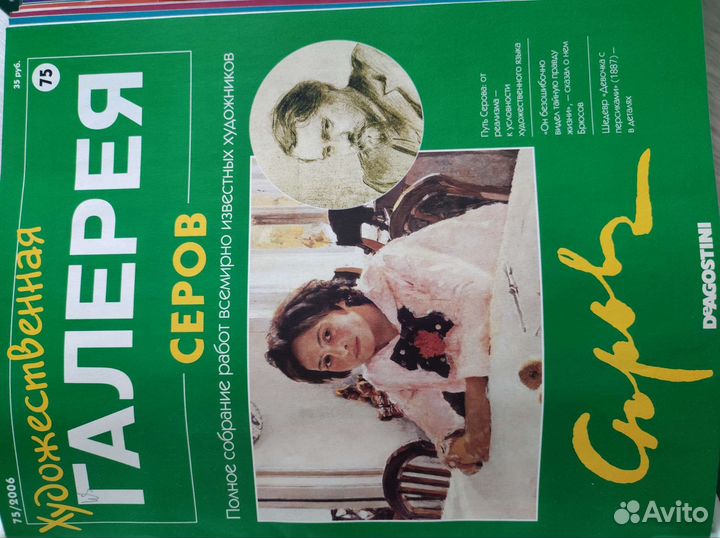 75/2006
35 руб.
75
Художественная
ГАЛЕРЕЯ
СЕРОВ
Полное собрание работ всемирно известных художников
Путь Серова: от
реализма –
к условности
художественного языка
«Он безошибочно
видел тайную правду
жизни», – сказал о нем
Брюсов
Шедевр «Девочка с
персиками» (1887) –
в деталях
Серовъ
DeAGOSTINI
Avito